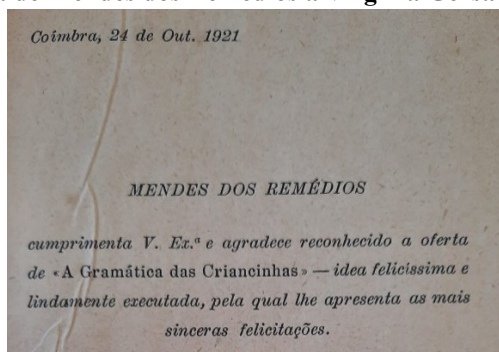 Coimbra, 24 de Out. 1921
MENDES DOS REMÉDIOS
cumprimenta V. Ex.ª e agradece reconhecido a oferta
de «A Gramática das Criancinhas» — idea felicíssima e
lindamente executada, pela qual lhe apresenta as mais
sinceras felicitações.